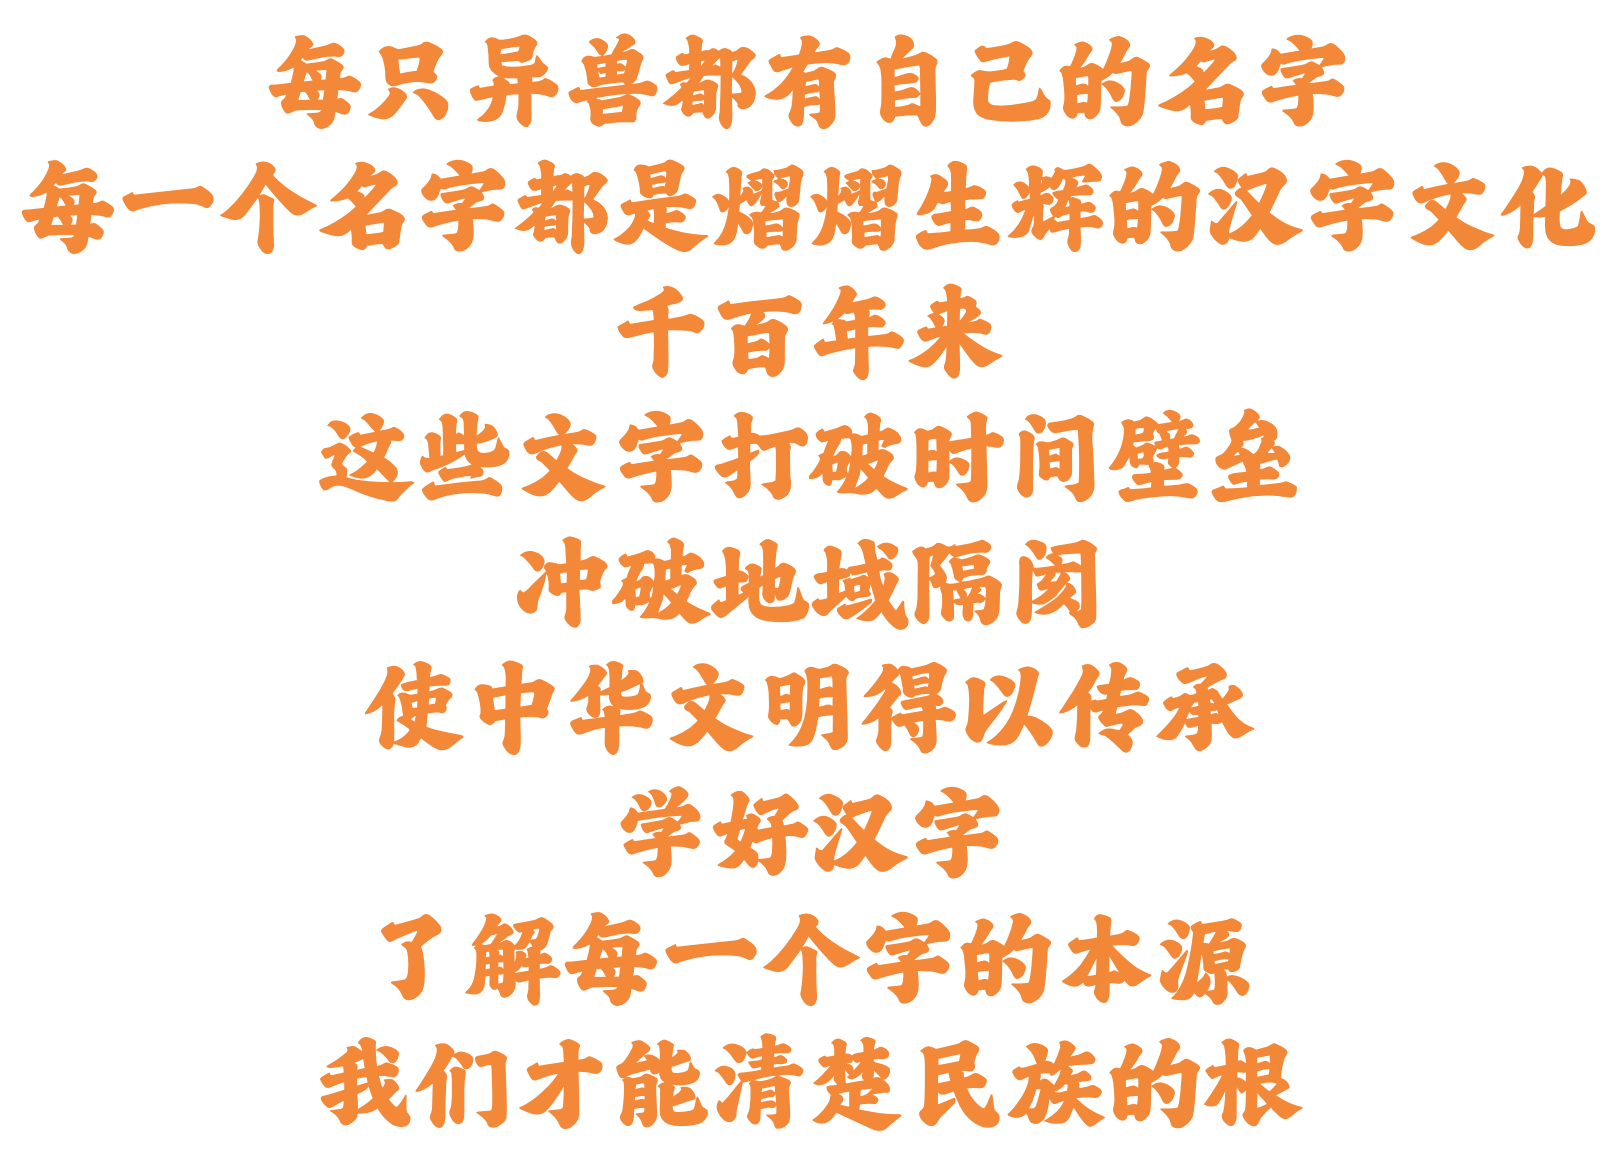 每只异兽都有自己的名字
每一个名字都是熠熠生辉的汉字文化
千百年来
这些文字打破时间壁垒
冲破地域隔阂
使中华文明得以传承
学好汉字
了解每一个字的本源
我们才能清楚民族的根